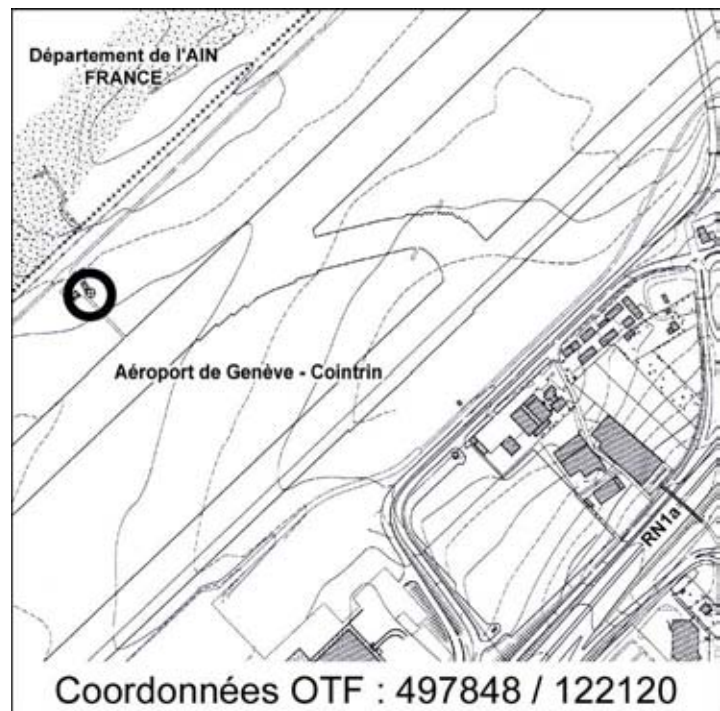 Département de l'AIN
FRANCE
Aéroport de Genève - Cointrin
RN1a
Coordonnées OTF : 497848 / 122120